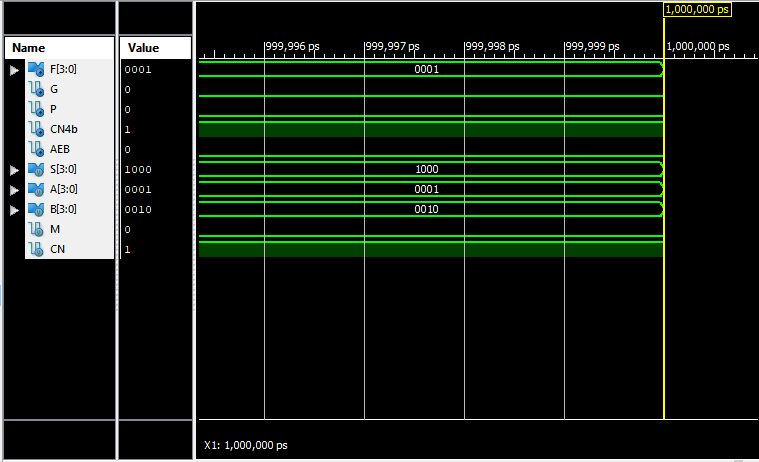 1,000,000 ps
Name Value
999,996 ps 999,997 ps 999,998 ps 999,999 ps 1,000,000 ps
F[3:0] 0001 0001
G 0
P 0
CN4b 1
AEB 0
S[3:0] 1000 1000
A[3:0] 0001 0001
B[3:0] 0010 0010
M 0
CN 1
X1: 1,000,000 ps